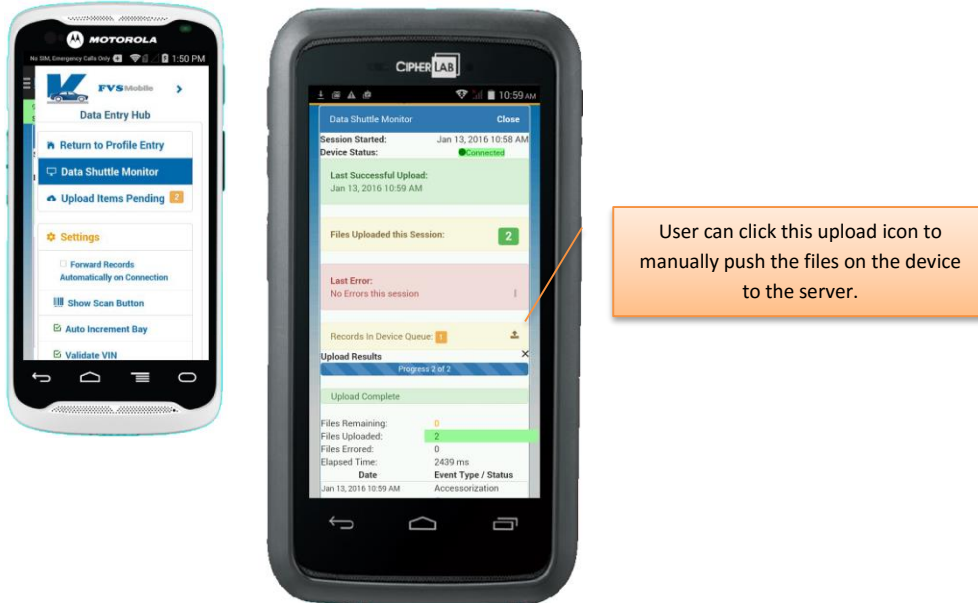 MOTOROLA
No SIM, Emergency Calls Only 1:50 PM
FVS Mobile
Data Entry Hub
Return to Profile Entry
Data Shuttle Monitor
Upload Items Pending 2
Settings
Forward Records
Automatically on Connection
Show Scan Button
Auto Increment Bay
Validate VIN
CIPHER LAB
10:59 AM
Data Shuttle Monitor Close
Session Started: Jan 13, 2016 10:58 AM
Device Status: Connected
Last Successful Upload:
Jan 13, 2016 10:59 AM
Files Uploaded this Session: 2
Last Error:
No Errors this session
Records In Device Queue: 1
Upload Results
Progress 2 of 2
Upload Complete
Files Remaining: 0
Files Uploaded: 2
Files Errored: 0
Elapsed Time: 2439 ms
Date Event Type / Status
Jan 13, 2016 10:59 AM Accessorization
User can click this upload icon to
manually push the files on the device
to the server.